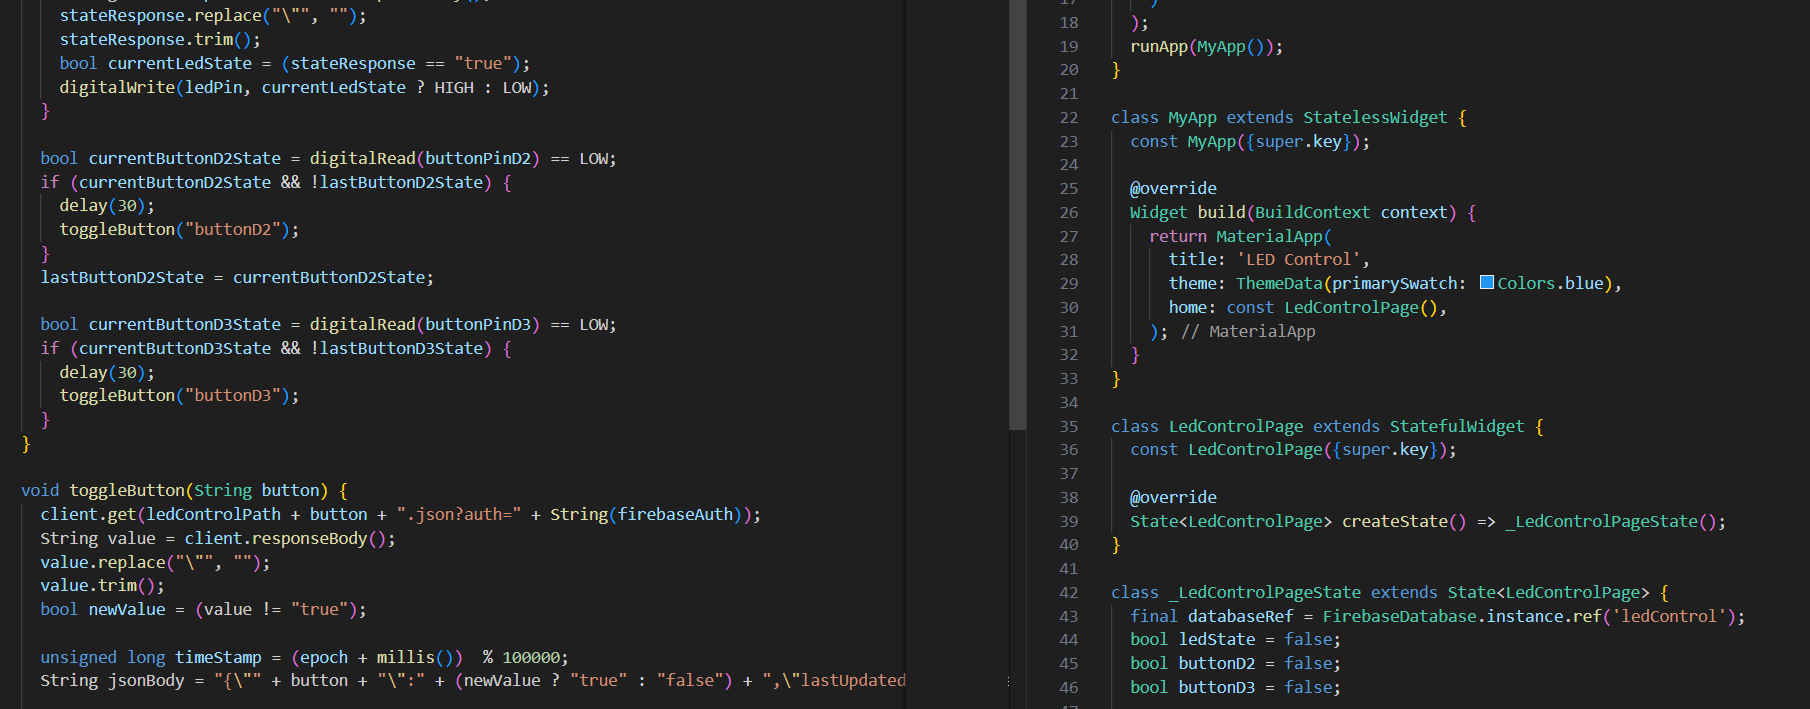 stateResponse.replace("\"", "");
stateResponse.trim();
bool currentLedState = (stateResponse == "true");
digitalWrite(ledPin, currentLedState ? HIGH : LOW);
}
bool currentButtonD2State = digitalRead(buttonPinD2) == LOW;
if (currentButtonD2State && !lastButtonD2State) {
delay(30);
toggleButton("buttonD2");
}
lastButtonD2State = currentButtonD2State;
bool currentButtonD3State = digitalRead(buttonPinD3) == LOW;
if (currentButtonD3State && !lastButtonD3State) {
delay(30);
toggleButton("buttonD3");
}
}
void toggleButton(String button) {
client.get(ledControlPath + button + ".json?auth=" + String(firebaseAuth));
String value = client.responseBody();
value.replace("\"", "");
value.trim();
bool newValue = (value != "true");
unsigned long timeStamp = (epoch + millis()) % 100000;
String jsonBody = "{\"" + button + "\":" + (newValue ? "true" : "false") + ",\"lastUpdated
17 )
18 );
19 runApp(MyApp());
20 }
21
22 class MyApp extends StatelessWidget {
23 const MyApp({super.key});
24
25 @override
26 Widget build(BuildContext context) {
27 return MaterialApp(
28 title: 'LED Control',
29 theme: ThemeData(primarySwatch: Colors.blue),
30 home: const LedControlPage(),
31 ); // MaterialApp
32 }
33 }
34
35 class LedControlPage extends StatefulWidget {
36 const LedControlPage({super.key});
37
38 @override
39 State<LedControlPage> createState() => _LedControlPageState();
40 }
41
42 class _LedControlPageState extends State<LedControlPage> {
43 final databaseRef = FirebaseDatabase.instance.ref('ledControl');
44 bool ledState = false;
45 bool buttonD2 = false;
46 bool buttonD3 = false;